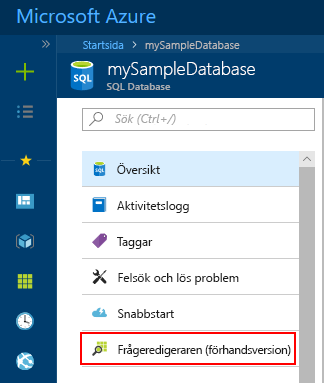 Microsoft Azure
Startsida > mySampleDatabase
SQL
mySampleDatabase
SQL Database
Sök (Ctrl+/)
SQL Översikt
Aktivitetslogg
Taggar
Felsök och lös problem
Snabbstart
Frågeredigeraren (förhandsversion)